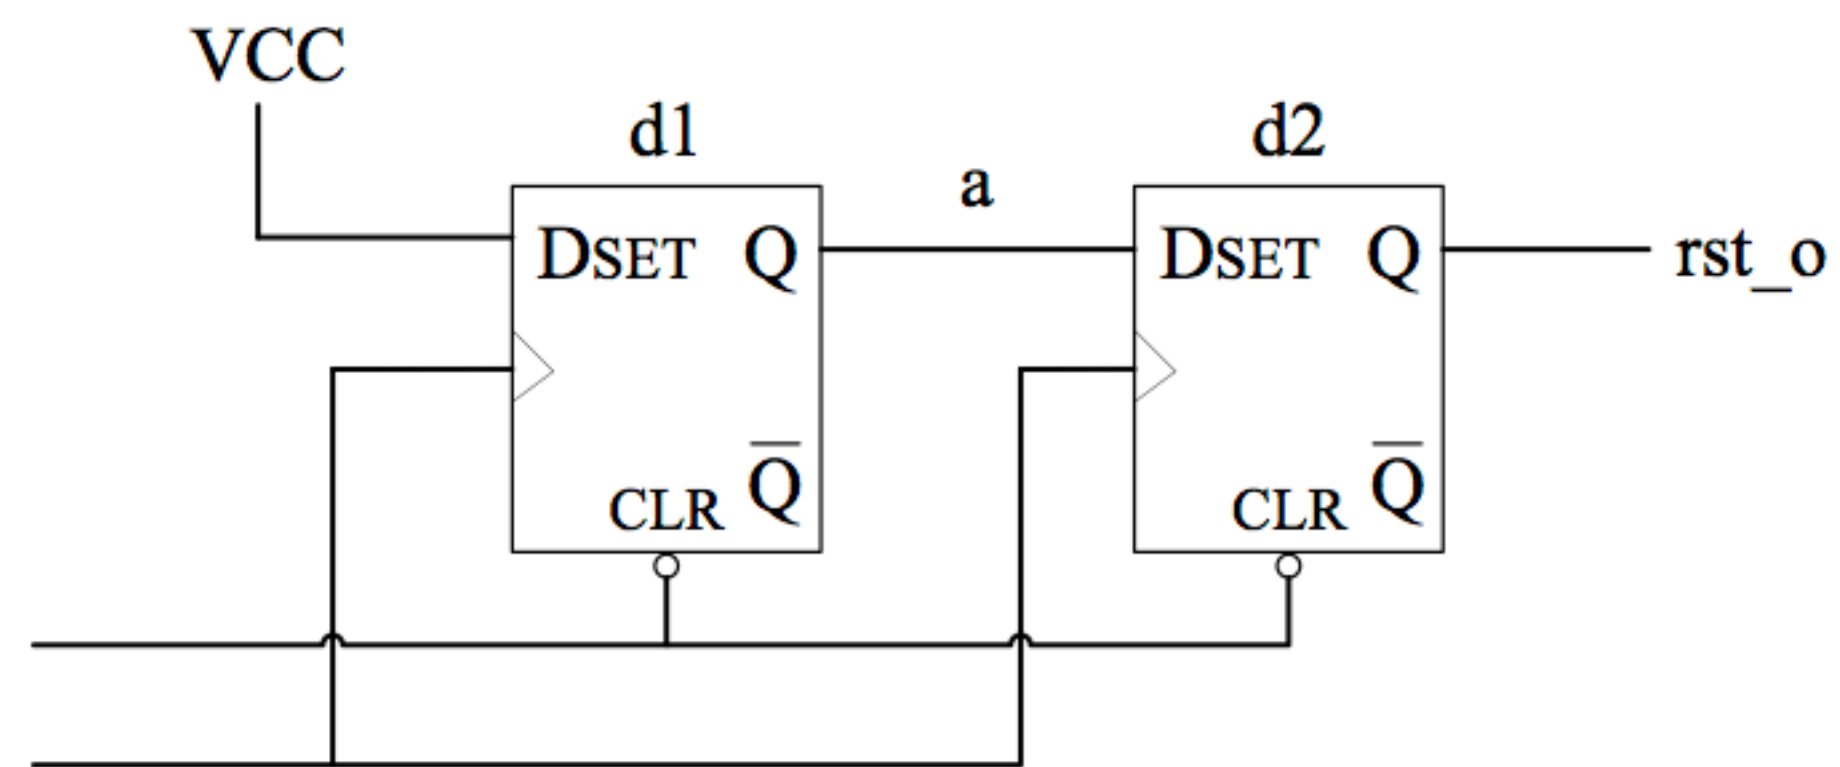 VCC
d1
d2
a
DSET Q
DSET Q
rst_o
CLR Q̅
CLR Q̅